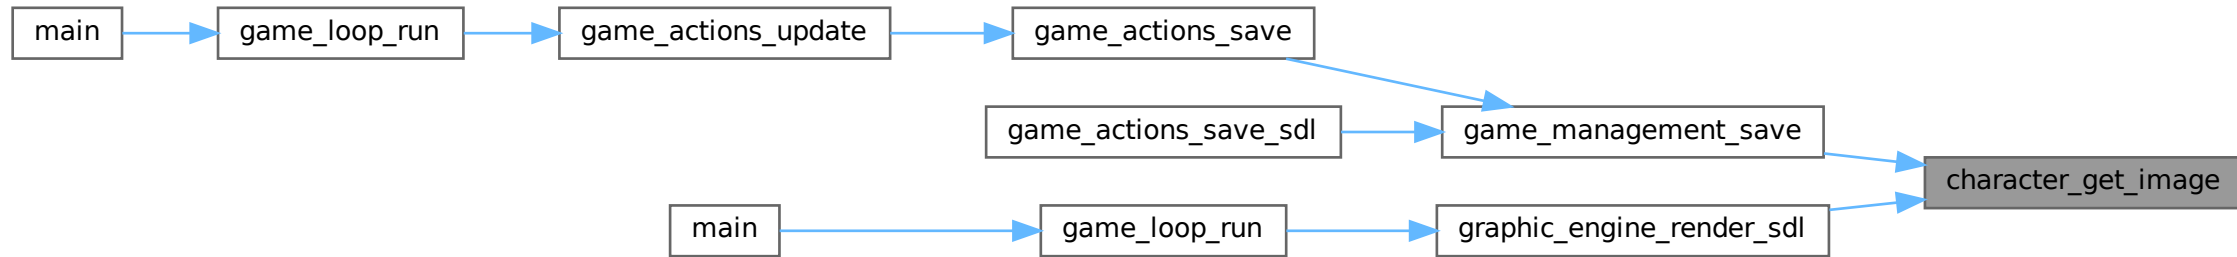 main
game_loop_run
game_actions_update
game_actions_save
game_actions_save_sdl
game_management_save
character_get_image
main
game_loop_run
graphic_engine_render_sdl